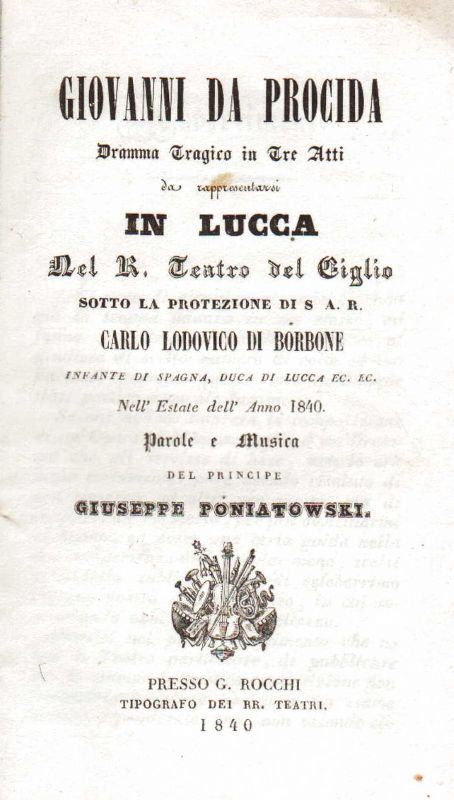 GIOVANNI DA PROCIDA
Dramma Tragico in Tre Atti
da rappresentarsi
IN LUCCA
Nel R. Teatro del Giglio
SOTTO LA PROTEZIONE DI S A. R.
CARLO LODOVICO DI BORBONE
INFANTE DI SPAGNA, DUCA DI LUCCA EC. EC.
Nell' Estate dell' Anno 1840.
Parole e Musica
DEL PRINCIPE
GIUSEPPE PONIATOWSKI.
PRESSO G. ROCCHI
TIPOGRAFO DEI RR. TEATRI.
1840